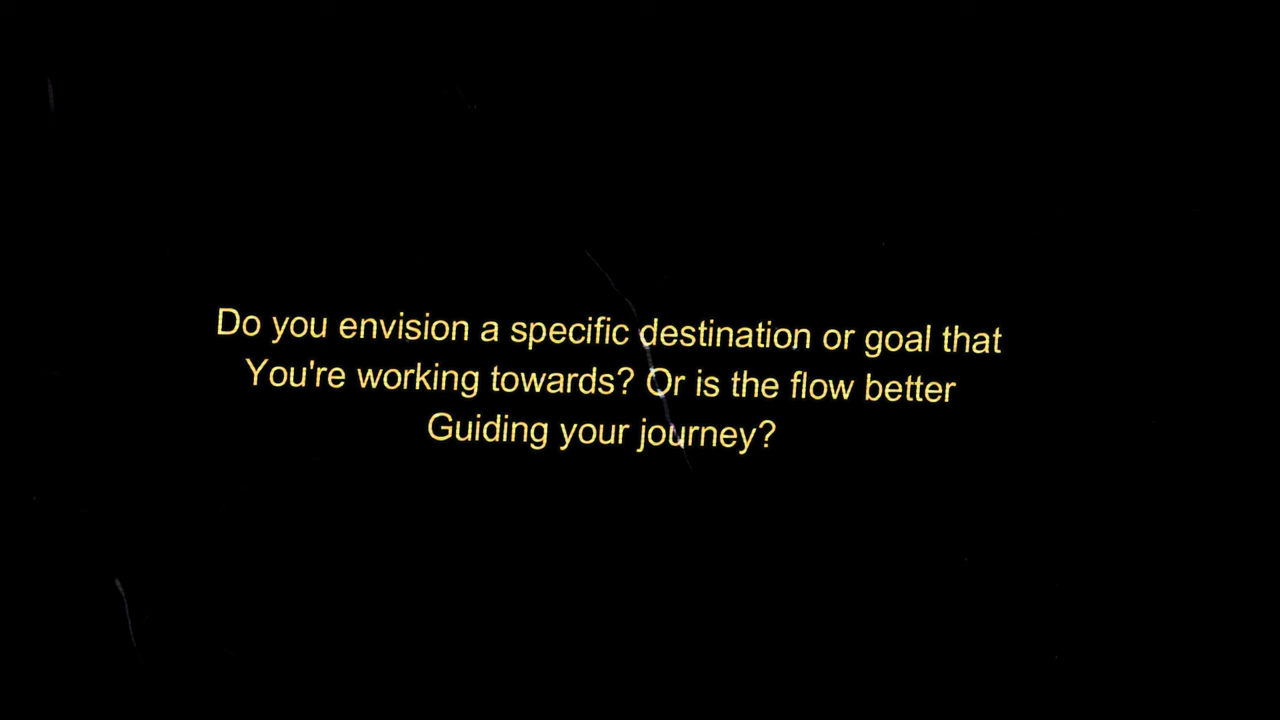 Do you envision a specific destination or goal that
You're working towards? Or is the flow better
Guiding your journey?